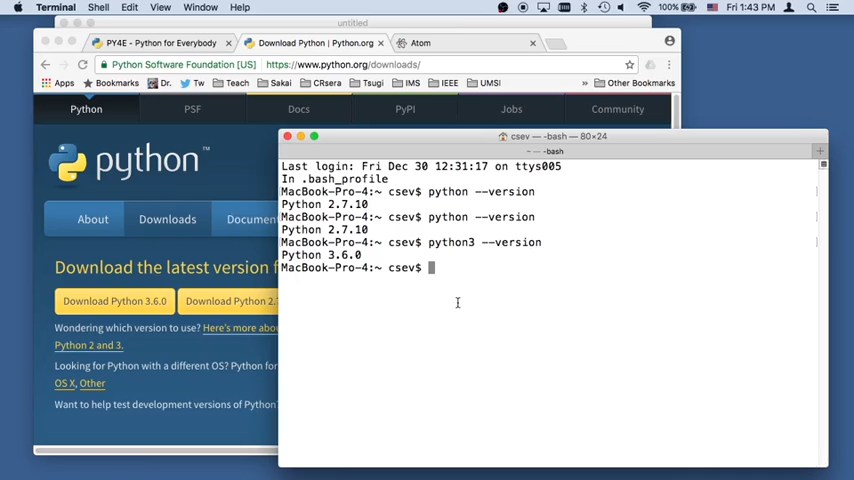 Terminal Shell Edit View Window Help 100% Fri 1:43 PM
untitled
PY4E - Python for Everybody × Download Python | Python.org × Atom ×
Python Software Foundation [US] https://www.python.org/downloads/
Apps Bookmarks Dr. Tw Teach Sakai CRsera Tsugi IMS IEEE UMSI » Other Bookmarks
Python PSF Docs PyPI Jobs Community
python™
About Downloads Document
Download the latest version f
Download Python 3.6.0 Download Python 2.7
Wondering which version to use? Here's more abou
Python 2 and 3.
Looking for Python with a different OS? Python for
OS X, Other
Want to help test development versions of Python?
csev — -bash — 80×24
~ — -bash
Last login: Fri Dec 30 12:31:17 on ttys005
In .bash_profile
MacBook-Pro-4:~ csev$ python --version
Python 2.7.10
MacBook-Pro-4:~ csev$ python --version
Python 2.7.10
MacBook-Pro-4:~ csev$ python3 --version
Python 3.6.0
MacBook-Pro-4:~ csev$